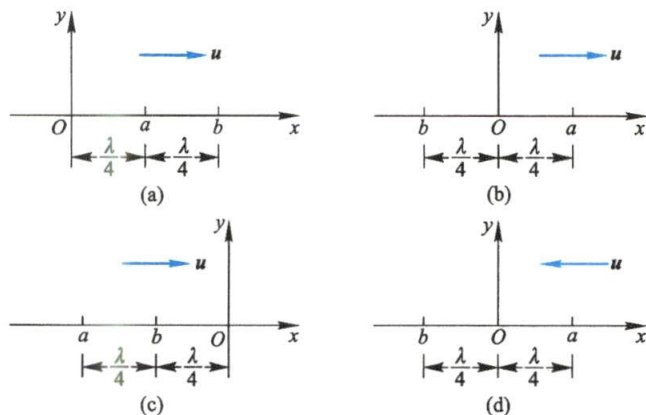 y u
O a b x
λ/4 λ/4
(a)
y u
b O a x
λ/4 λ/4
(b)
u y
a b O x
λ/4 λ/4
(c)
y u
b O a x
λ/4 λ/4
(d)